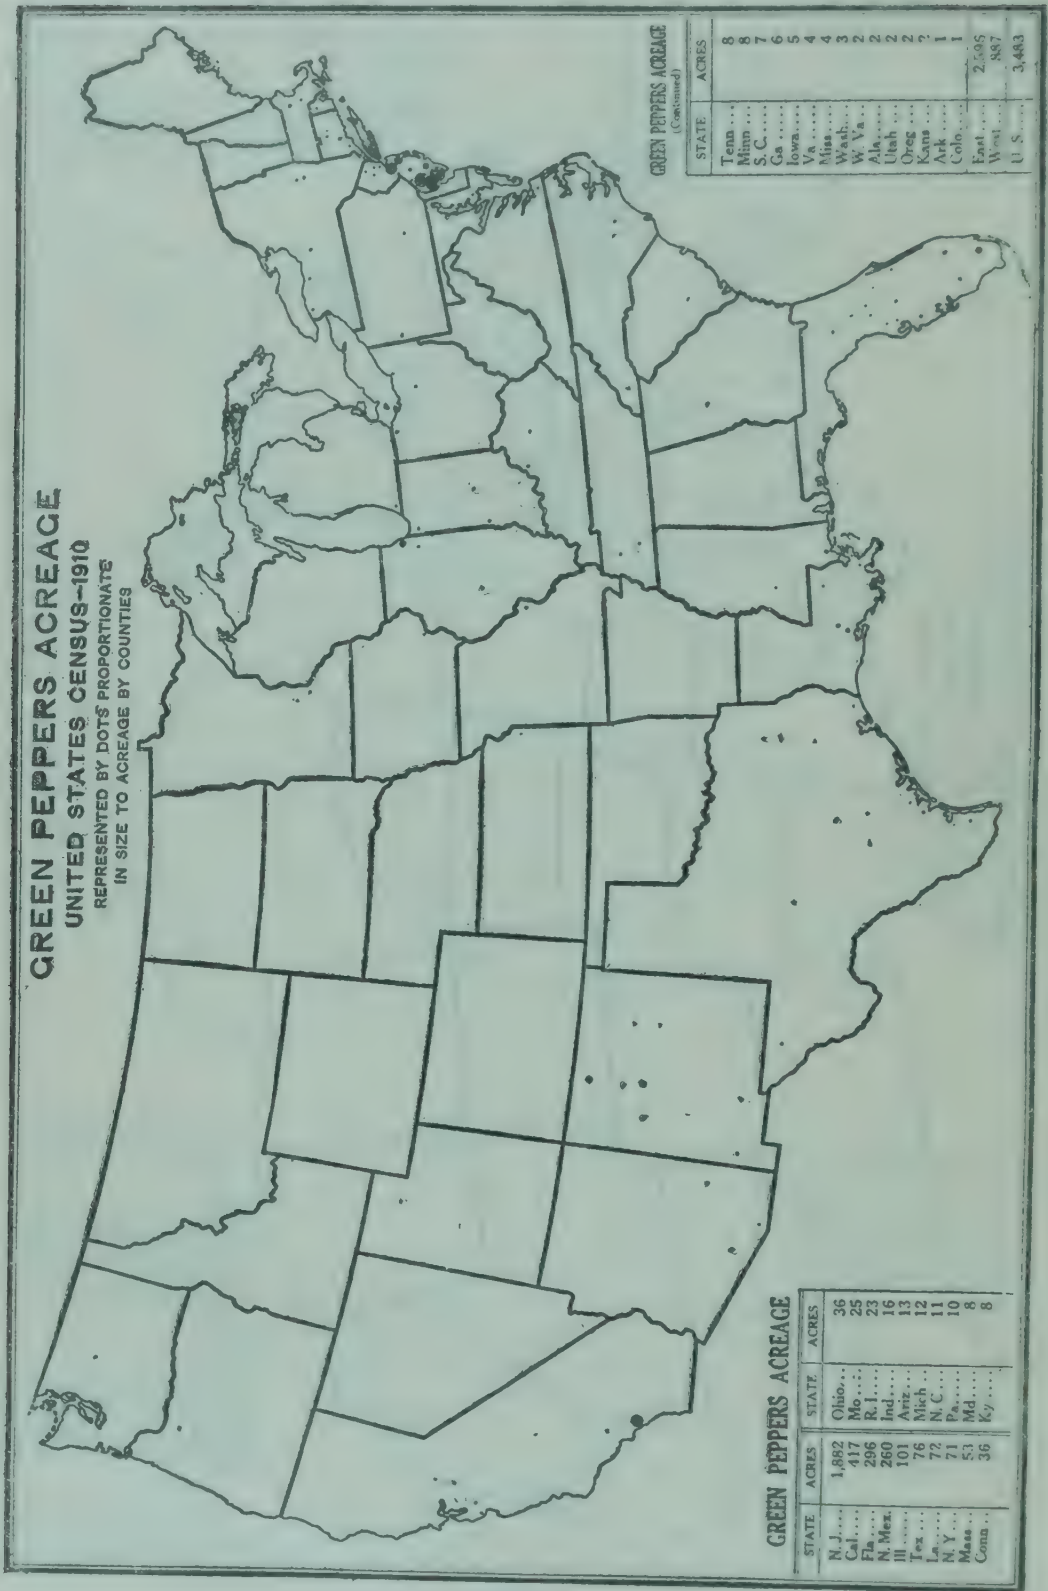 GREEN PEPPERS ACREAGE
UNITED STATES CENSUS—1910
REPRESENTED BY DOTS PROPORTIONATE
IN SIZE TO ACREAGE BY COUNTIES
GREEN PEPPERS ACREAGE
STATE ACRES STATE ACRES
N. J. .... 1,882 Ohio... 36
Cal .... 417 Mo .... 25
Fla .... 296 R. I. .... 23
N. Mex. 260 Ind .... 16
Ill .... 101 Ariz ... 13
Tex ... 76 Mich .. 12
La .... 72 N. C. ... 11
N. Y. ... 71 Pa .... 10
Mass ... 53 Md .... 8
Conn .. 36 Ky .... 8
GREEN PEPPERS ACREAGE
(Continued)
STATE ACRES
Tenn ... 8
Minn ... 8
S. C. .... 7
Ga .... 6
Iowa .... 5
Va .... 4
Miss .... 4
Wash ... 3
W. Va .. 2
Ala .... 2
Utah ... 2
Oreg ... 2
Kans ... 2
Ark ... 1
Colo ... 1
East .... 2,595
West .... 887
U. S. ... 3,483